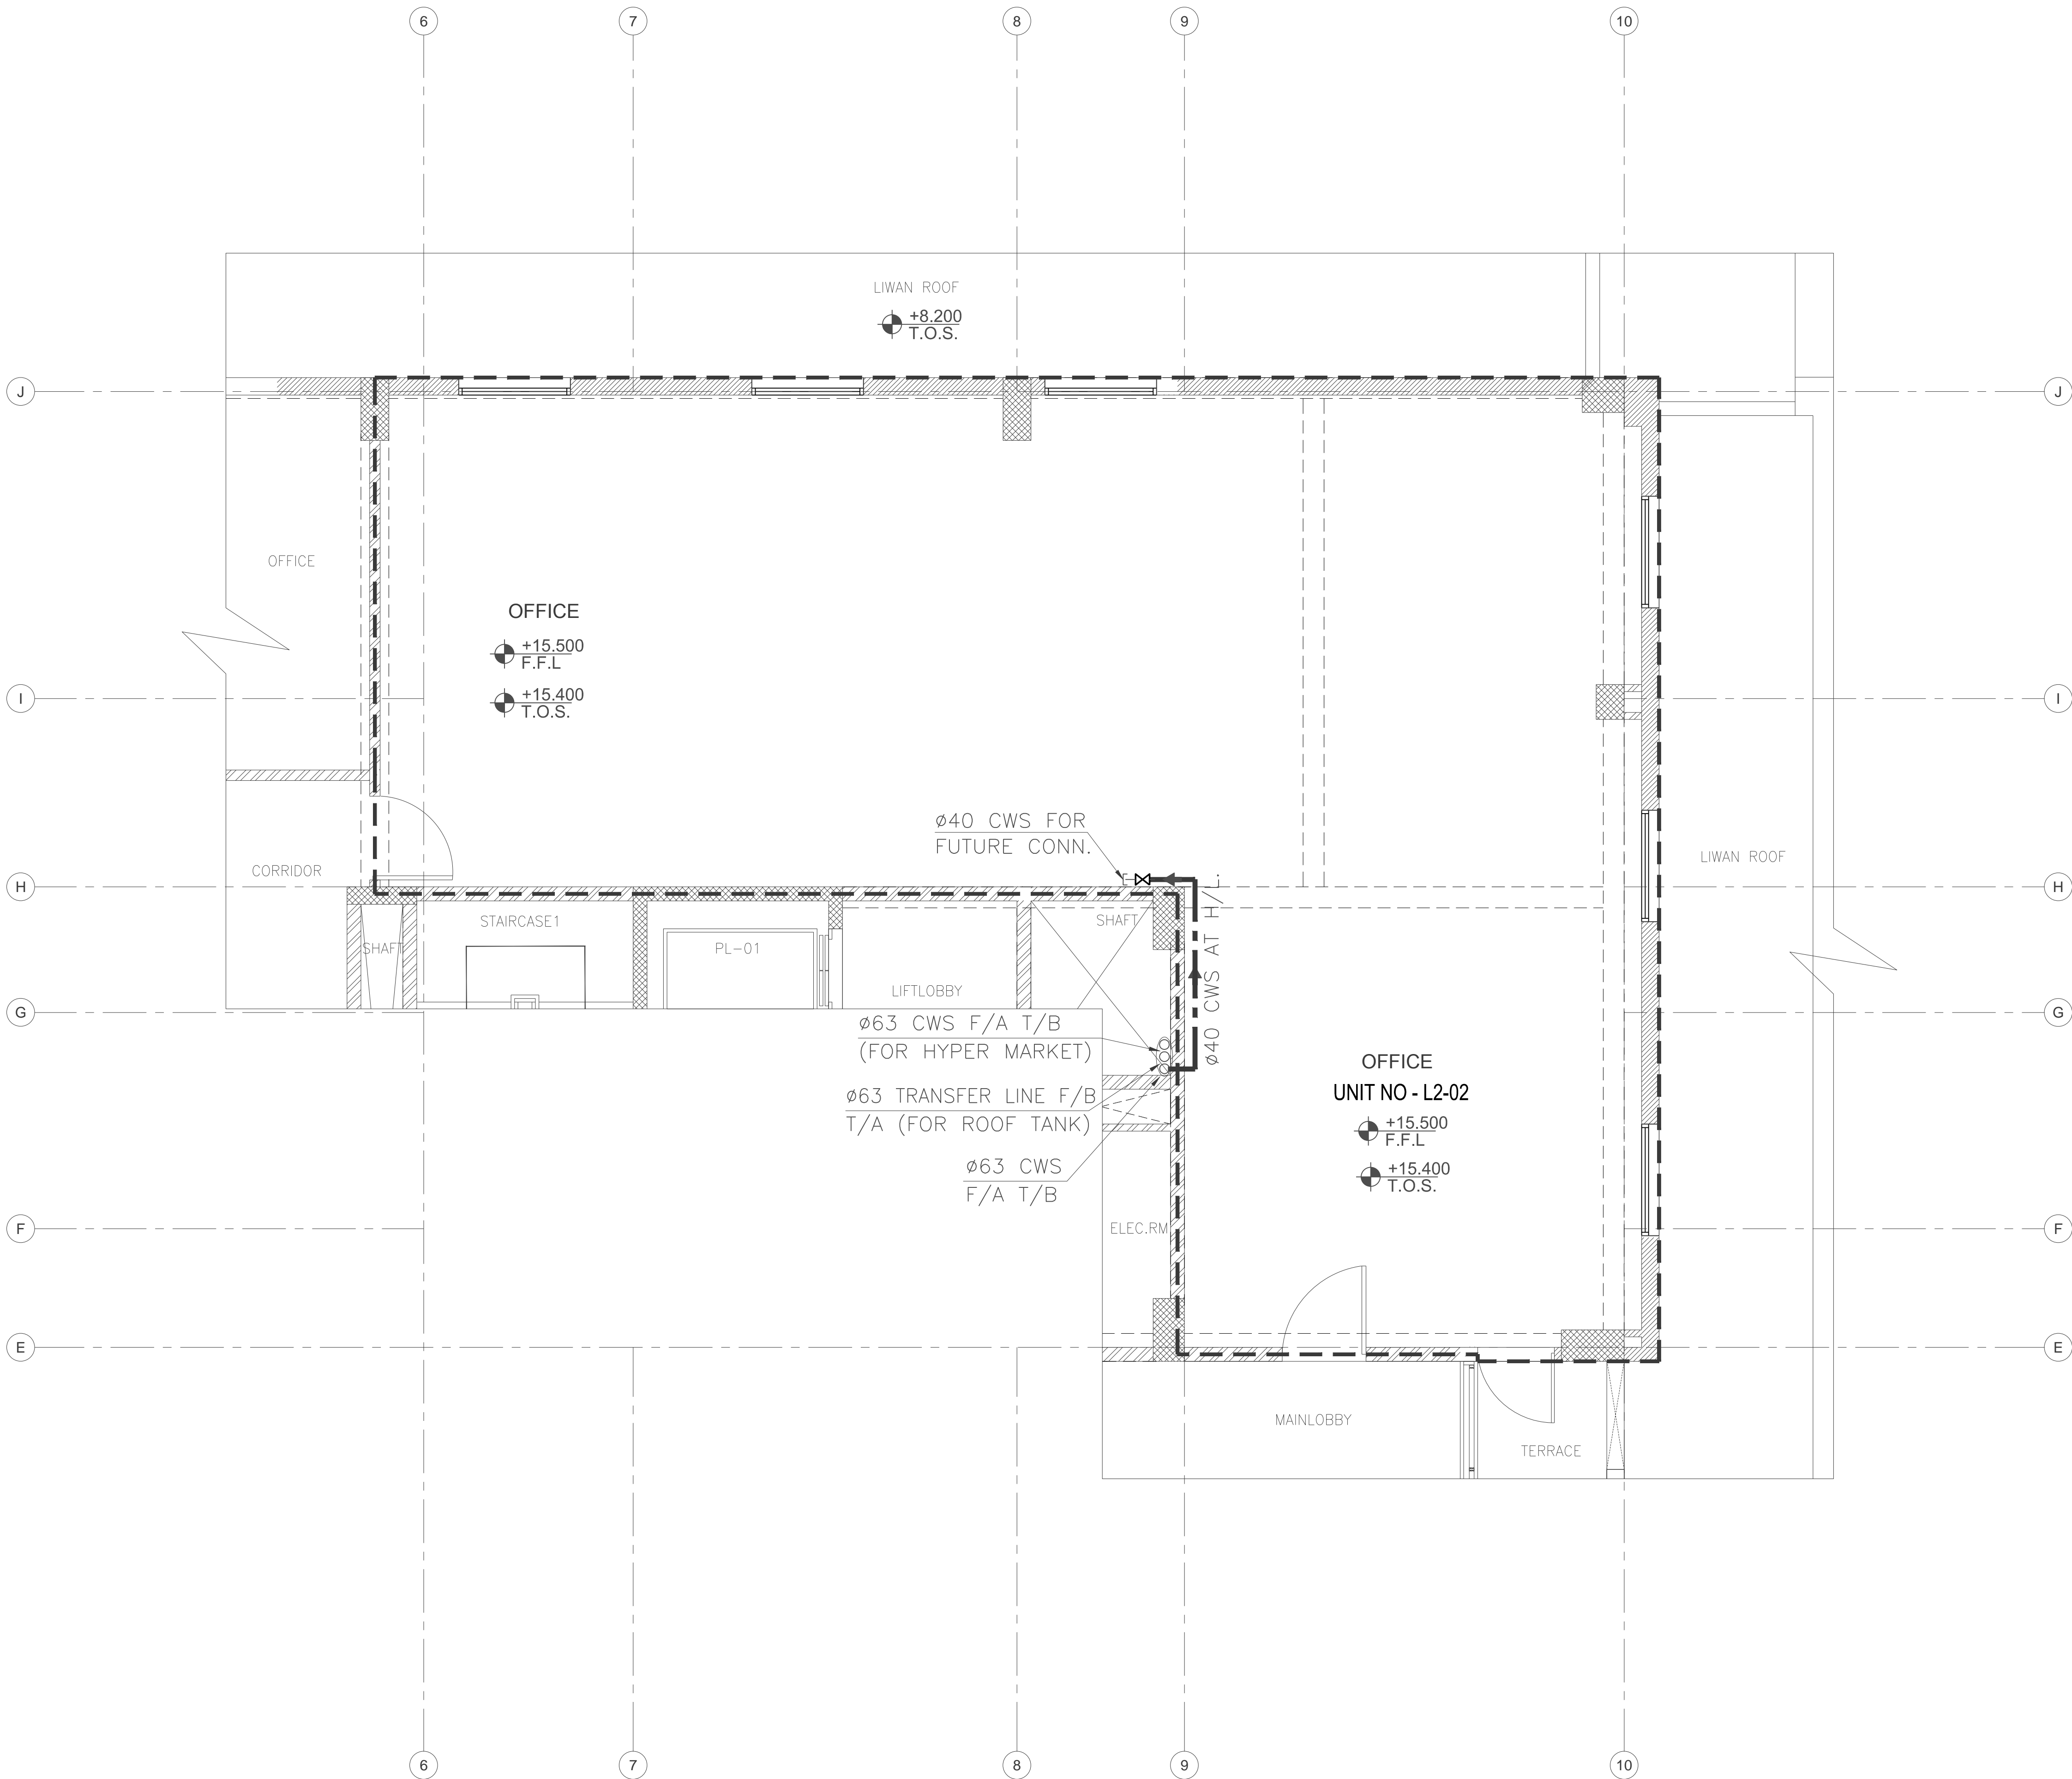 6
7
8
9
10
LIWAN ROOF
+8.200
T.O.S.
J
J
OFFICE
OFFICE
+15.500
F.F.L
+15.400
T.O.S.
I
I
ø40 CWS FOR
FUTURE CONN.
LIWAN ROOF
CORRIDOR
H
H
STAIRCASE1
SHAFT
SHAFT
PL-01
LIFTLOBBY
ø40 CWS AT H/L.
G
G
ø63 CWS F/A T/B
(FOR HYPER MARKET)
OFFICE
UNIT NO - L2-02
ø63 TRANSFER LINE F/B
T/A (FOR ROOF TANK)
+15.500
F.F.L
+15.400
T.O.S.
ø63 CWS
F/A T/B
ELEC.RM
F
F
E
E
MAINLOBBY
TERRACE
6
7
8
9
10